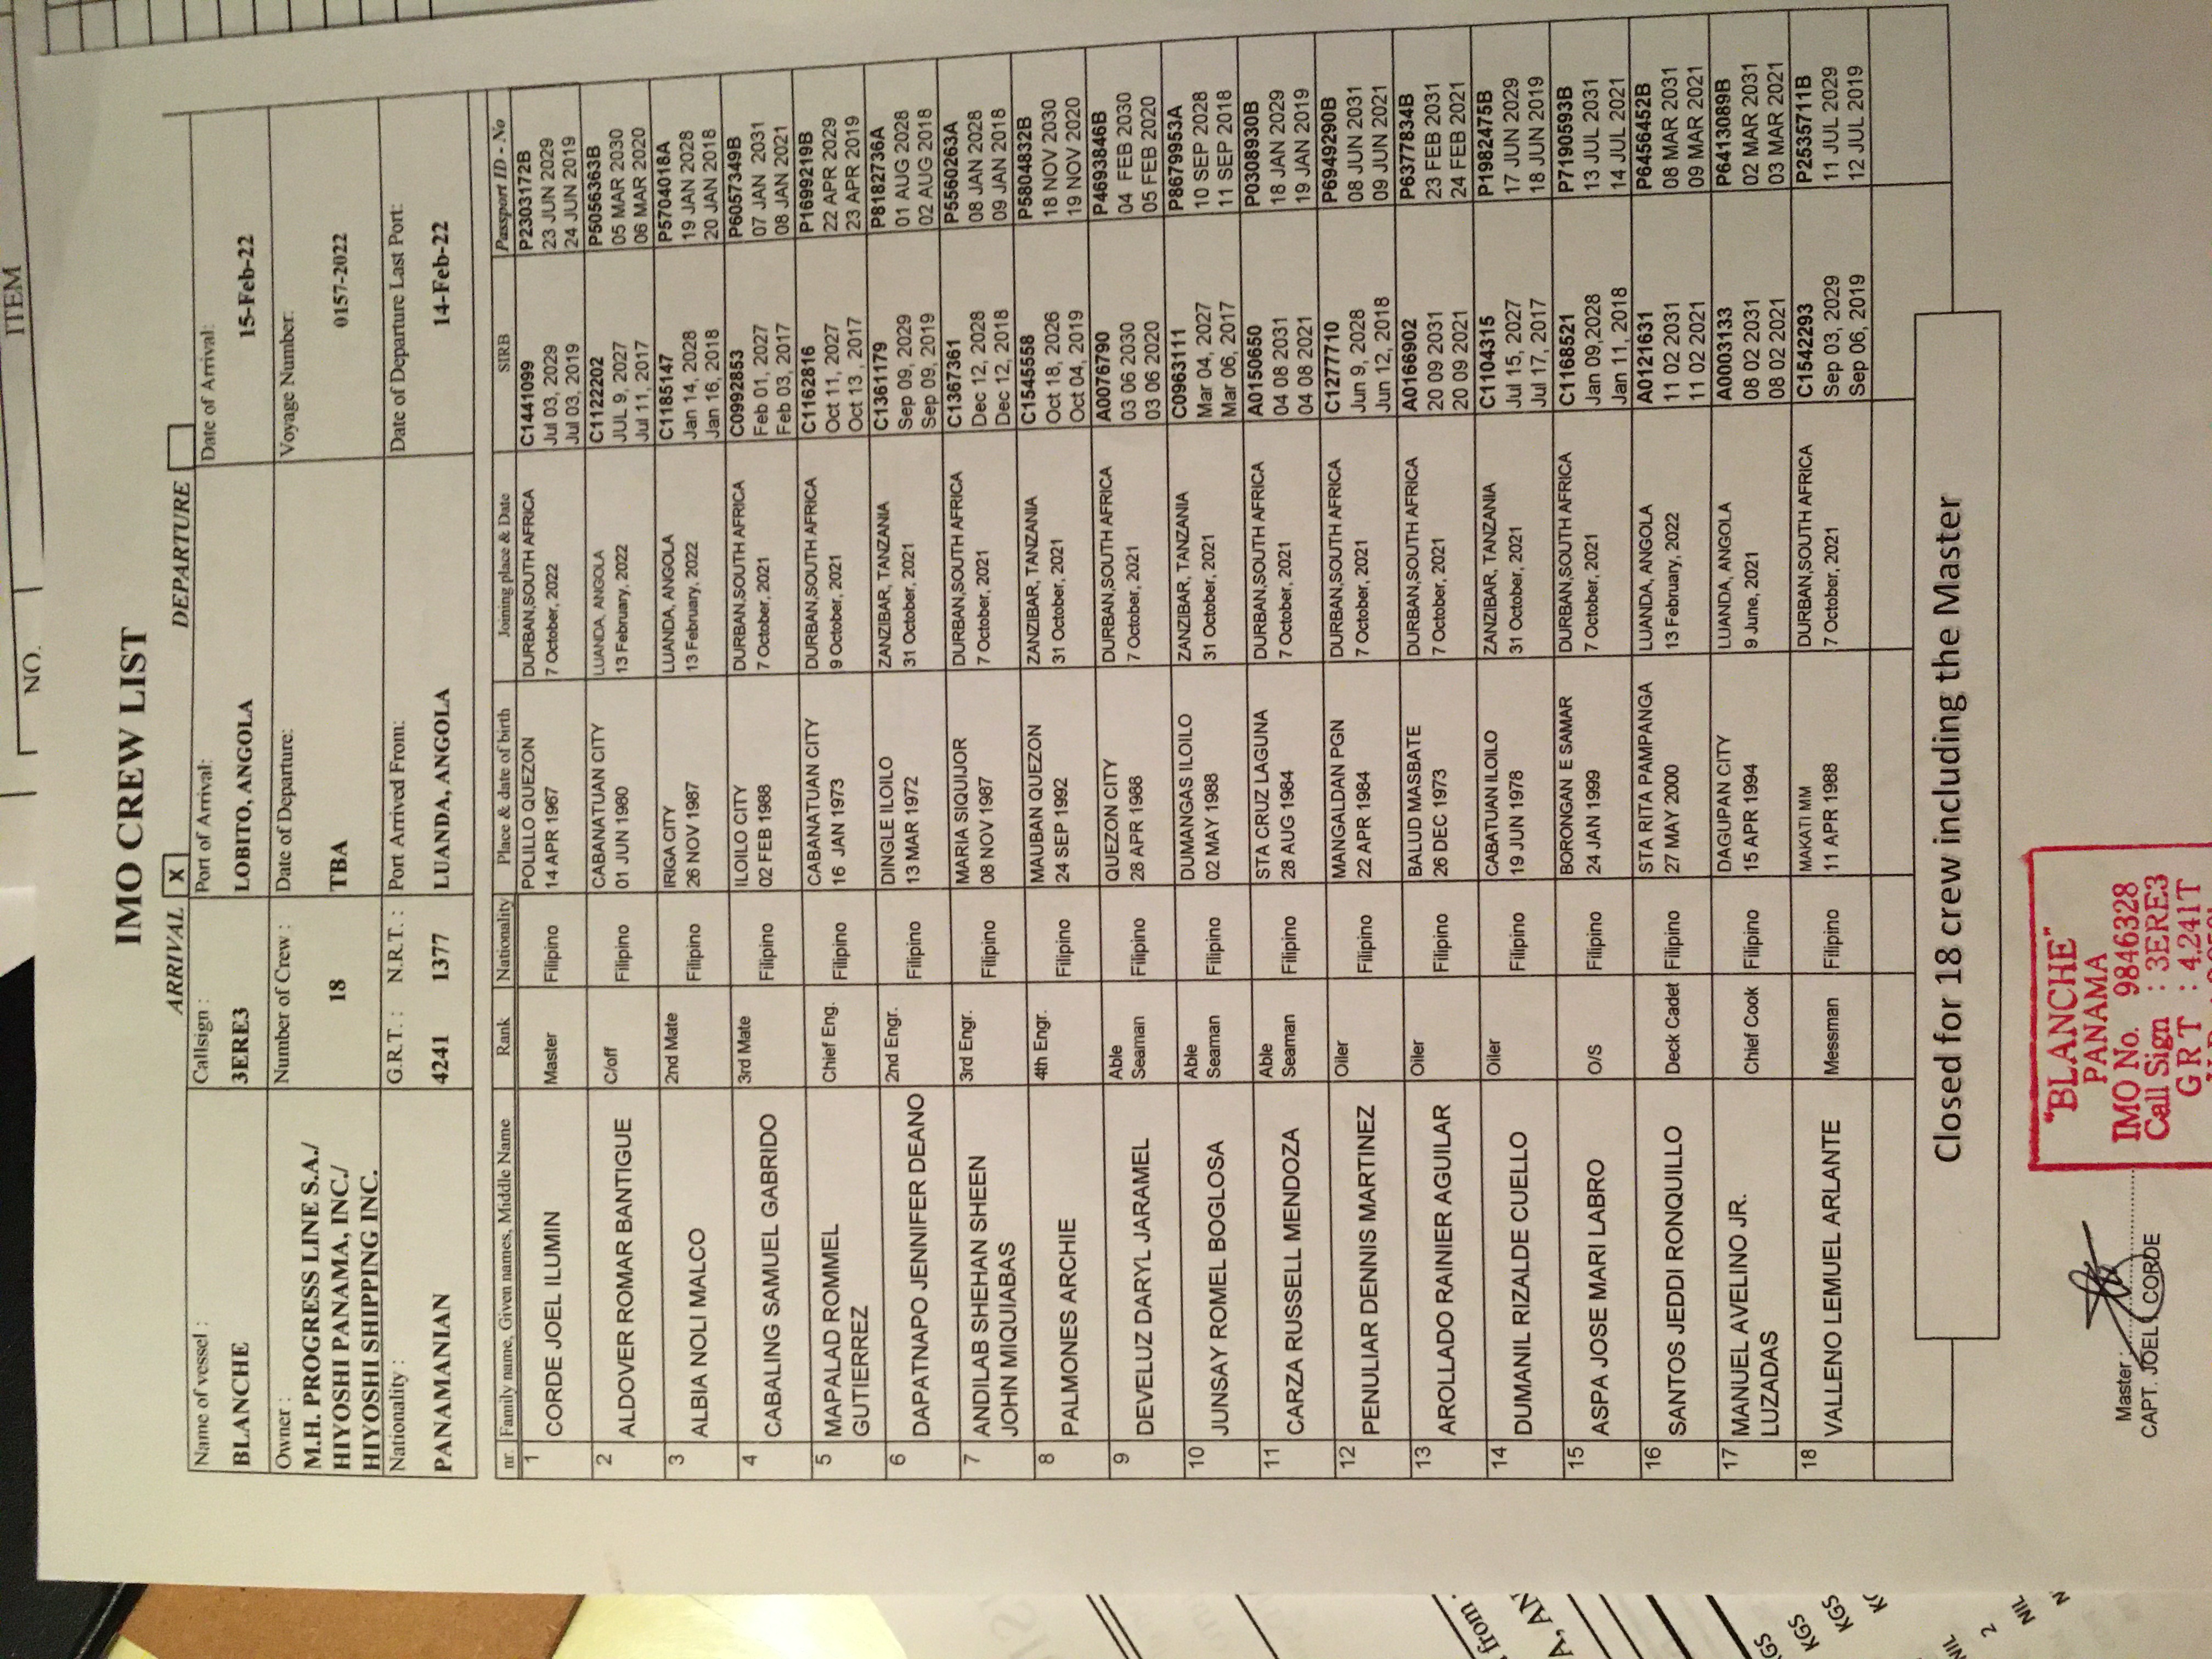 NO. ITEM
IMO CREW LIST
ARRIVAL X DEPARTURE
Name of vessel : Callsign : Port of Arrival: Date of Arrival:
BLANCHE 3ERE3 LOBITO, ANGOLA 15-Feb-22
Owner : Number of Crew : Date of Departure: Voyage Number:
M.H. PROGRESS LINE S.A./
HIYOSHI PANAMA, INC./ 18 TBA 0157-2022
HIYOSHI SHIPPING INC.
Nationality : G.R.T. : N.R.T. : Port Arrived From: Date of Departure Last Port:
PANAMANIAN 4241 1377 LUANDA, ANGOLA 14-Feb-22
nr. Family name, Given names, Middle Name Rank Nationality Place & date of birth Joining place & Date SIRB Passport ID - No
1 POLILLO QUEZON DURBAN,SOUTH AFRICA C1441099 P2303172B
CORDE JOEL ILUMIN Master Filipino 14 APR 1967 7 October, 2022 Jul 03, 2029 23 JUN 2029
Jul 03, 2019 24 JUN 2019
2 CABANATUAN CITY LUANDA, ANGOLA C1122202 P5056363B
ALDOVER ROMAR BANTIGUE C/off Filipino 01 JUN 1980 13 February, 2022 JUL 9, 2027 05 MAR 2030
Jul 11, 2017 06 MAR 2020
3 2nd Mate IRIGA CITY LUANDA, ANGOLA C1185147 P5704018A
ALBIA NOLI MALCO Filipino 26 NOV 1987 13 February, 2022 Jan 14, 2028 19 JAN 2028
Jan 16, 2018 20 JAN 2018
4 3rd Mate ILOILO CITY DURBAN,SOUTH AFRICA C0992853 P6057349B
CABALING SAMUEL GABRIDO Filipino 02 FEB 1988 7 October, 2021 Feb 01, 2027 07 JAN 2031
Feb 03, 2017 08 JAN 2021
5 CABANATUAN CITY DURBAN,SOUTH AFRICA C1162816 P1699219B
MAPALAD ROMMEL Chief Eng. Filipino 16 JAN 1973 9 October, 2021 Oct 11, 2027 22 APR 2029
GUTIERREZ Oct 13 , 2017 23 APR 2019
6 2nd Engr. DINGLE ILOILO ZANZIBAR, TANZANIA C1361179 P8182736A
DAPATNAPO JENNIFER DEANO Filipino 13 MAR 1972 31 October, 2021 Sep 09, 2029 01 AUG 2028
Sep 09, 2019 02 AUG 2018
7 3rd Engr. MARIA SIQUIJOR DURBAN,SOUTH AFRICA C1367361 P5560263A
ANDILAB SHEHAN SHEEN Filipino 08 NOV 1987 7 October, 2021 Dec 12, 2028 08 JAN 2028
JOHN MIQUIABAS Dec 12, 2018 09 JAN 2018
8 4th Engr. MAUBAN QUEZON ZANZIBAR, TANZANIA C1545558 P5804832B
PALMONES ARCHIE Filipino 24 SEP 1992 31 October, 2021 Oct 18, 2026 18 NOV 2030
Oct 04, 2019 19 NOV 2020
9 Able QUEZON CITY DURBAN,SOUTH AFRICA A0076790 P4693846B
DEVELUZ DARYL JARAMEL Seaman Filipino 28 APR 1988 7 October, 2021 03 06 2030 04 FEB 2030
03 06 2020 05 FEB 2020
10 Able DUMANGAS ILOILO ZANZIBAR, TANZANIA C0963111 P8679953A
JUNSAY ROMEL BOGLOSA Seaman Filipino 02 MAY 1988 31 October, 2021 Mar 04, 2027 10 SEP 2028
Mar 06, 2017 11 SEP 2018
11 Able STA CRUZ LAGUNA DURBAN,SOUTH AFRICA A0150650 P0308930B
CARZA RUSSELL MENDOZA Seaman Filipino 28 AUG 1984 7 October, 2021 04 08 2031 18 JAN 2029
04 08 2021 19 JAN 2019
12 Oiler MANGALDAN PGN DURBAN,SOUTH AFRICA C1277710 P6949290B
PENULIAR DENNIS MARTINEZ Filipino 22 APR 1984 7 October, 2021 Jun 9, 2028 08 JUN 2031
Jun 12, 2018 09 JUN 2021
13 Oiler BALUD MASBATE DURBAN,SOUTH AFRICA A0166902 P6377834B
AROLLADO RAINIER AGUILAR Filipino 26 DEC 1973 7 October, 2021 20 09 2031 23 FEB 2031
20 09 2021 24 FEB 2021
14 Oiler CABATUAN ILOILO ZANZIBAR, TANZANIA C1104315 P1982475B
DUMANIL RIZALDE CUELLO Filipino 19 JUN 1978 31 October, 2021 Jul 15, 2027 17 JUN 2029
Jul 17, 2017 18 JUN 2019
15 BORONGAN E SAMAR DURBAN,SOUTH AFRICA C1168521 P7190593B
ASPA JOSE MARI LABRO O/S Filipino 24 JAN 1999 7 October, 2021 Jan 09,2028 13 JUL 2031
Jan 11, 2018 14 JUL 2021
16 STA RITA PAMPANGA LUANDA, ANGOLA A0121631 P6456452B
SANTOS JEDDI RONQUILLO Deck Cadet Filipino 27 MAY 2000 13 February, 2022 11 02 2031 08 MAR 2031
11 02 2021 09 MAR 2021
17 DAGUPAN CITY LUANDA, ANGOLA A0003133 P6413089B
MANUEL AVELINO JR. Chief Cook Filipino 15 APR 1994 9 June, 2021 08 02 2031 02 MAR 2031
LUZADAS 08 02 2021 03 MAR 2021
18 MAKATI MM DURBAN,SOUTH AFRICA C1542293 P2535711B
VALLENO LEMUEL ARLANTE Messman Filipino 11 APR 1988 7 October, 2021 Sep 03, 2029 11 JUL 2029
Sep 06, 2019 12 JUL 2019
Closed for 18 crew including the Master
Master :
CAPT. JOEL I. CORDE
"BLANCHE"
PANAMA
IMO No. 9846328
Call Sign : 3ERE3
G R T : 4,241T
from
A, AN
KGS
KGS
NIL
2
NIL